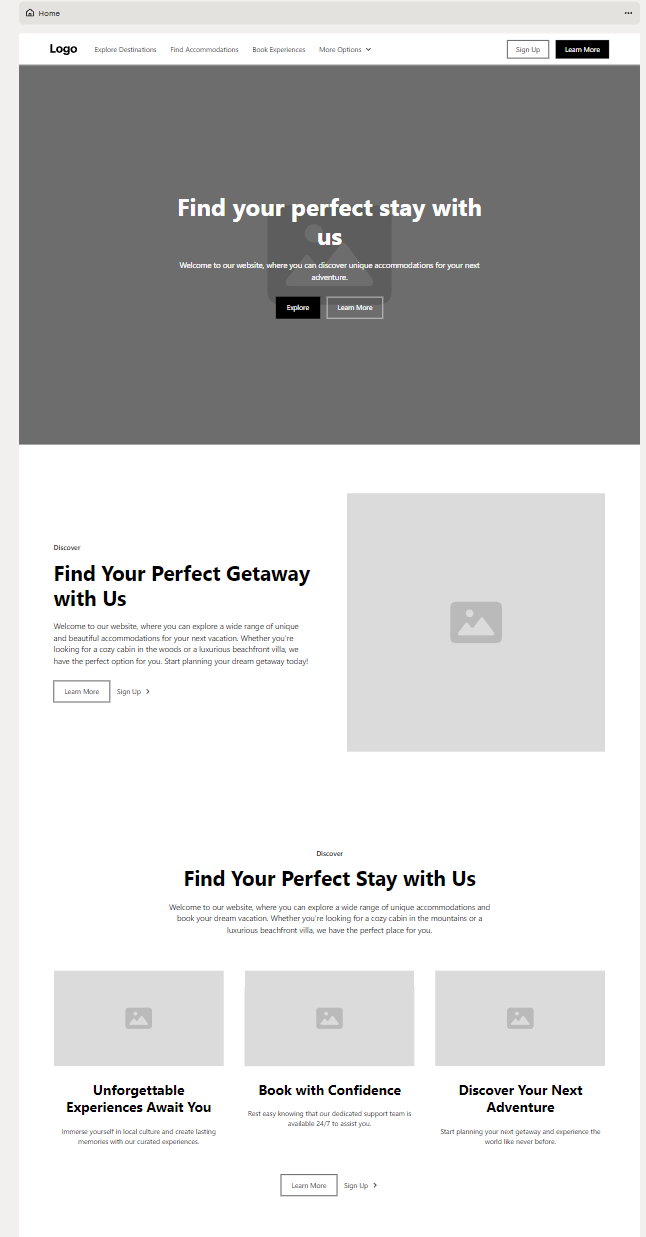 Home
Logo
Explore Destinations
Find Accommodations
Book Experiences
More Options
Sign Up
Learn More
Find your perfect stay with
us
Welcome to our website, where you can discover unique accommodations for your next
adventure.
Explore
Learn More
Discover
Find Your Perfect Getaway
with Us
Welcome to our website, where you can explore a wide range of unique
and beautiful accommodations for your next vacation. Whether you're
looking for a cozy cabin in the woods or a luxurious beachfront villa, we
have the perfect option for you. Start planning your dream getaway today!
Learn More
Sign Up
Discover
Find Your Perfect Stay with Us
Welcome to our website, where you can explore a wide range of unique accommodations and
book your dream vacation. Whether you're looking for a cozy cabin in the mountains or a
luxurious beachfront villa, we have the perfect place for you.
Unforgettable
Experiences Await You
Immerse yourself in local culture and create lasting
memories with our curated experiences.
Book with Confidence
Rest easy knowing that our dedicated support team is
available 24/7 to assist you.
Discover Your Next
Adventure
Start planning your next getaway and experience the
world like never before.
Learn More
Sign Up